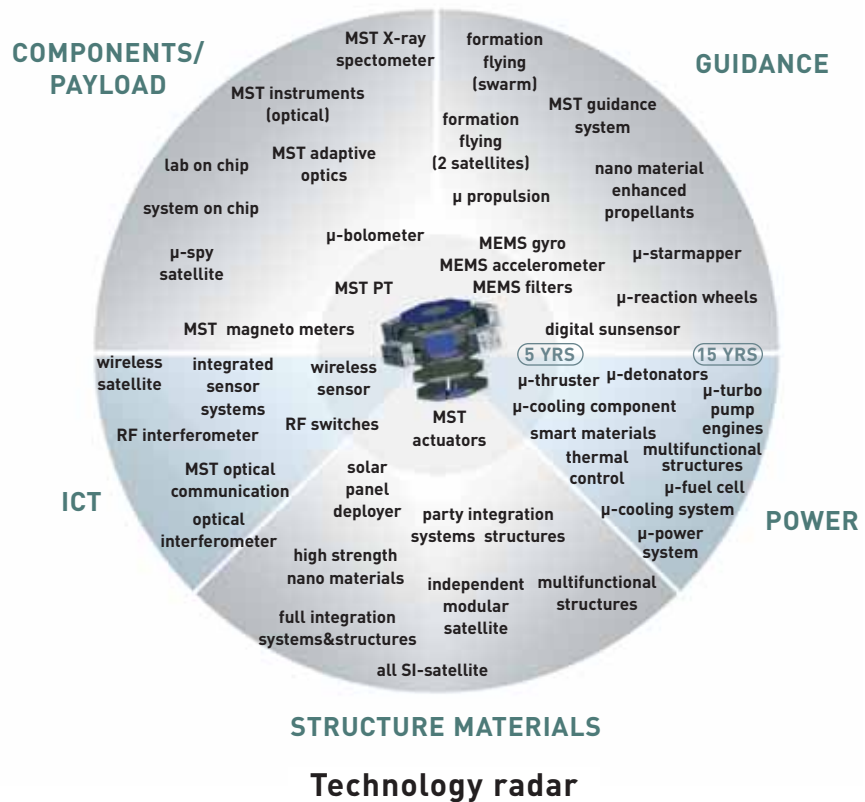 COMPONENTS/
PAYLOAD
MST X-ray
spectometer
MST instruments
(optical)
lab on chip
MST adaptive
optics
system on chip
µ-bolometer
µ-spy
satellite
MST PT
MST magneto meters
GUIDANCE
formation
flying
(swarm)
MST guidance
system
formation
flying
(2 satellites)
nano material
enhanced
propellants
µ propulsion
MEMS gyro
MEMS accelerometer
MEMS filters
µ-starmapper
µ-reaction wheels
digital sunsensor
5 YRS
15 YRS
wireless
satellite
integrated
sensor
systems
wireless
sensor
RF interferometer
RF switches
MST optical
communication
optical
interferometer
ICT
µ-thruster
µ-detonators
µ-turbo
pump
engines
µ-cooling component
smart materials
multifunctional
structures
thermal
control
µ-fuel cell
µ-cooling system
µ-power
system
POWER
MST
actuators
solar
panel
deployer
party integration
systems structures
high strength
nano materials
independent
modular
satellite
multifunctional
structures
full integration
systems&structures
all SI-satellite
STRUCTURE MATERIALS
Technology radar